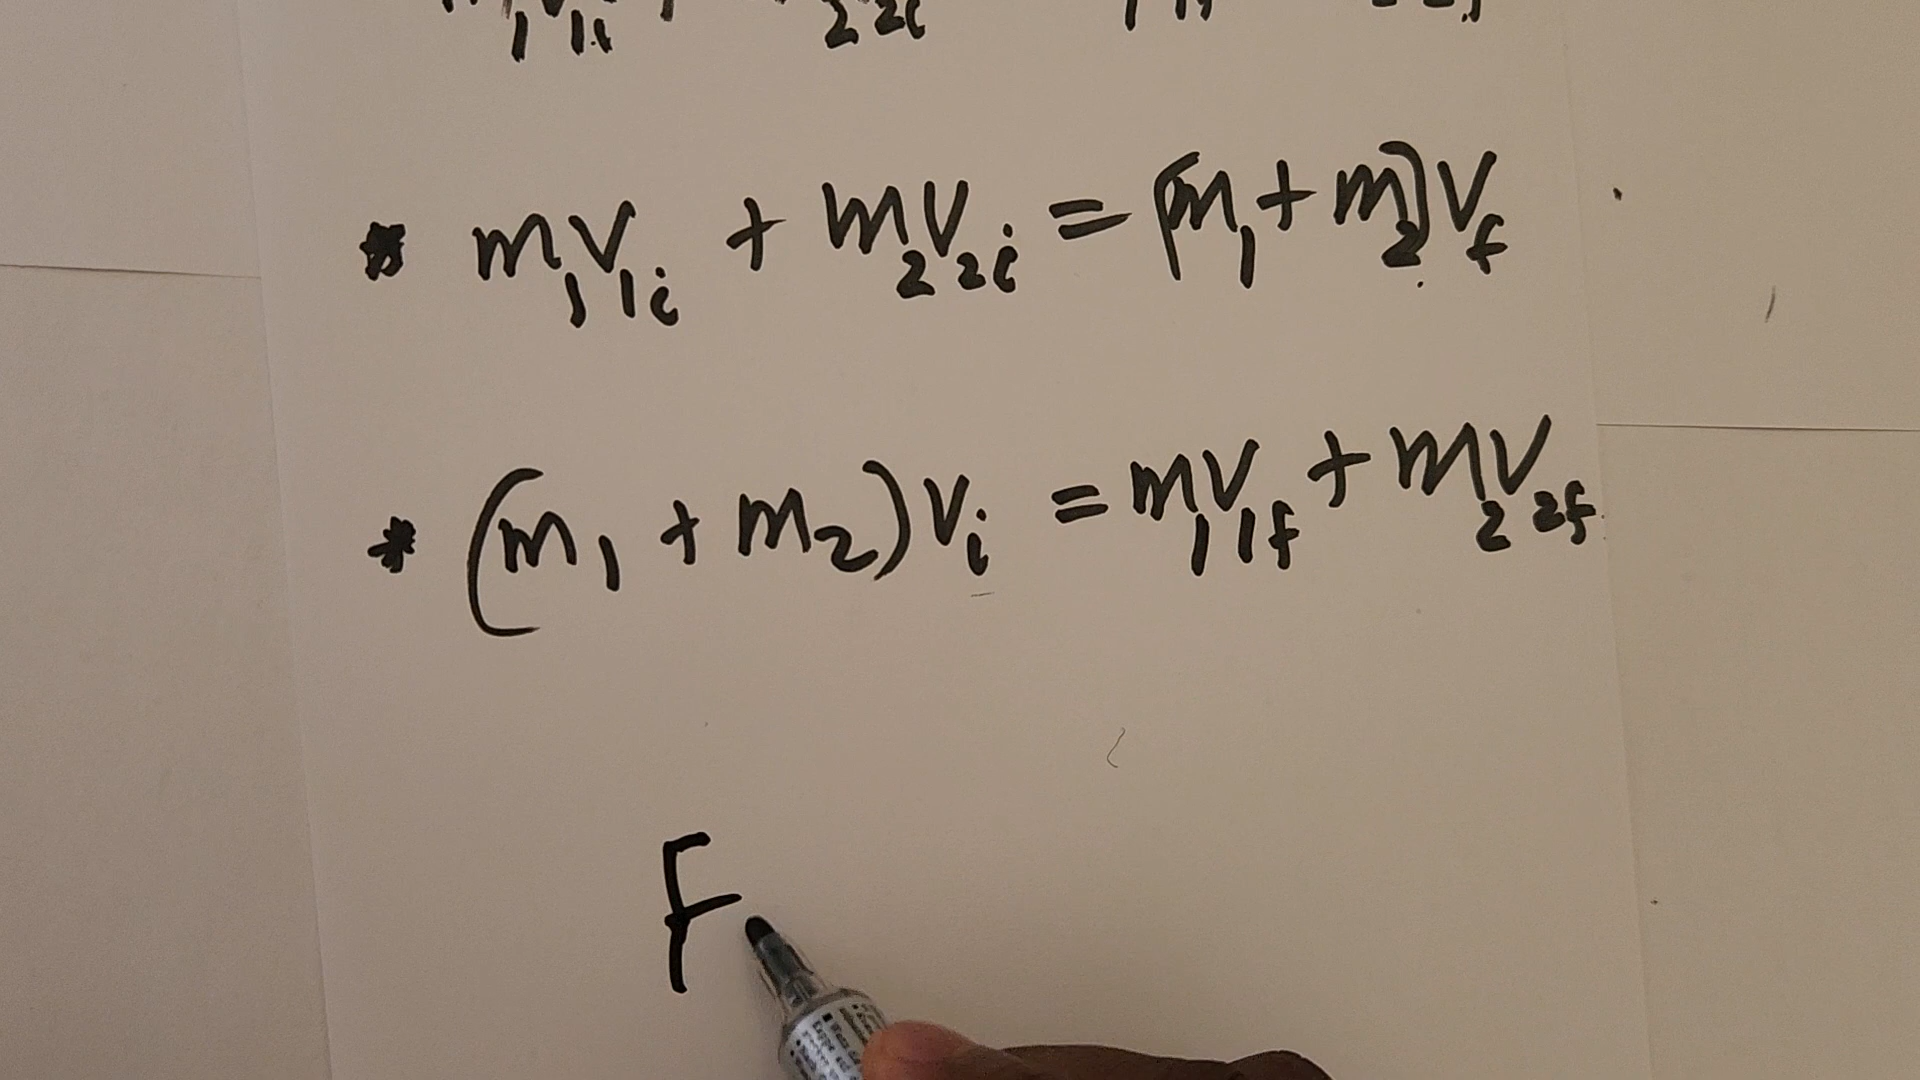 * m₁v₁ᵢ + m₂v₂ᵢ = (m₁ + m₂)v_f
* (m₁ + m₂)vᵢ = m₁v₁f + m₂v₂f
F